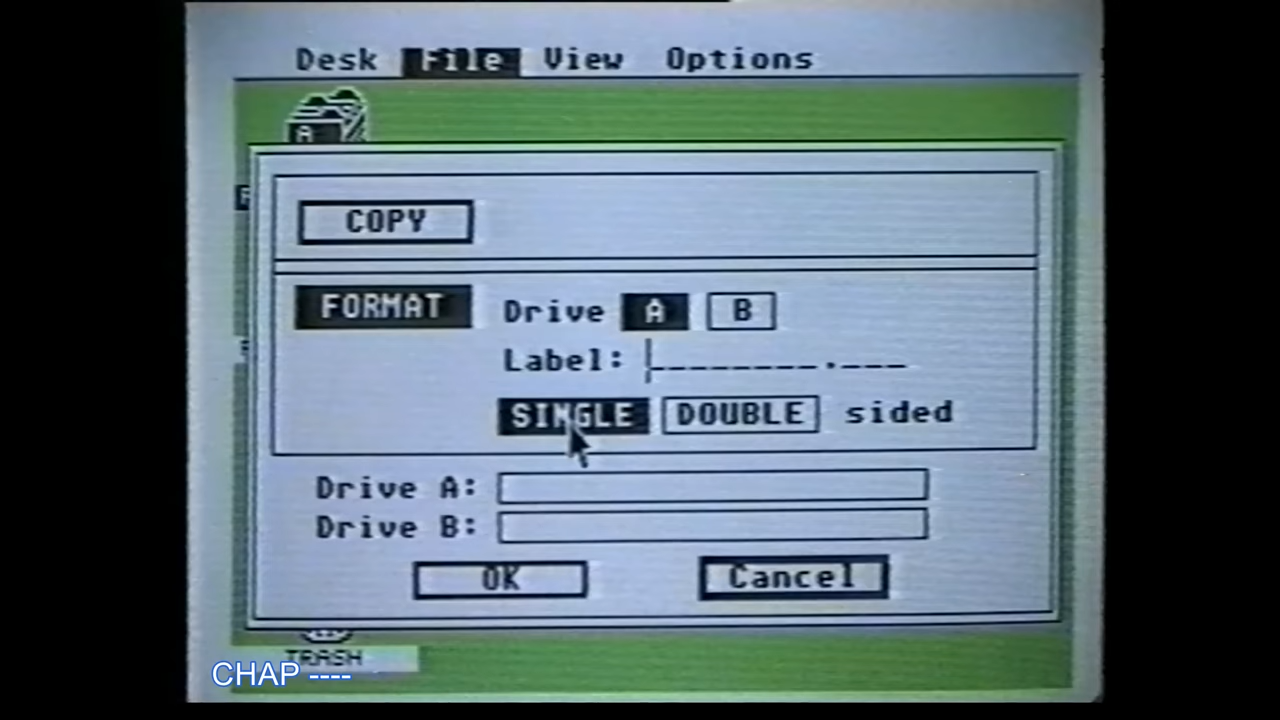 Desk File View Options
A
COPY
FORMAT Drive A B
Label: ________.___
SINGLE DOUBLE sided
Drive A:
Drive B:
OK Cancel
TRASH
CHAP ----